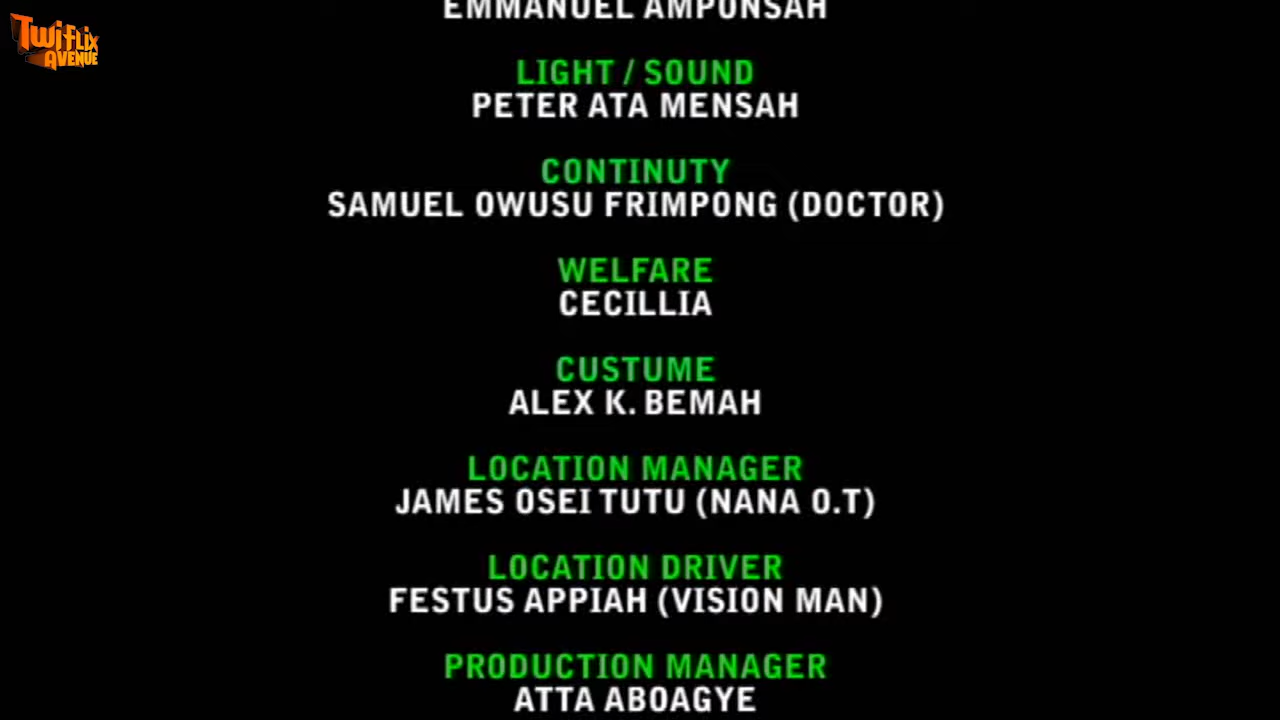 Twiflix
Avenue
EMMANUEL AMPONSAH
LIGHT / SOUND
PETER ATA MENSAH
CONTINUTY
SAMUEL OWUSU FRIMPONG (DOCTOR)
WELFARE
CECILLIA
CUSTUME
ALEX K. BEMAH
LOCATION MANAGER
JAMES OSEI TUTU (NANA O.T)
LOCATION DRIVER
FESTUS APPIAH (VISION MAN)
PRODUCTION MANAGER
ATTA ABOAGYE